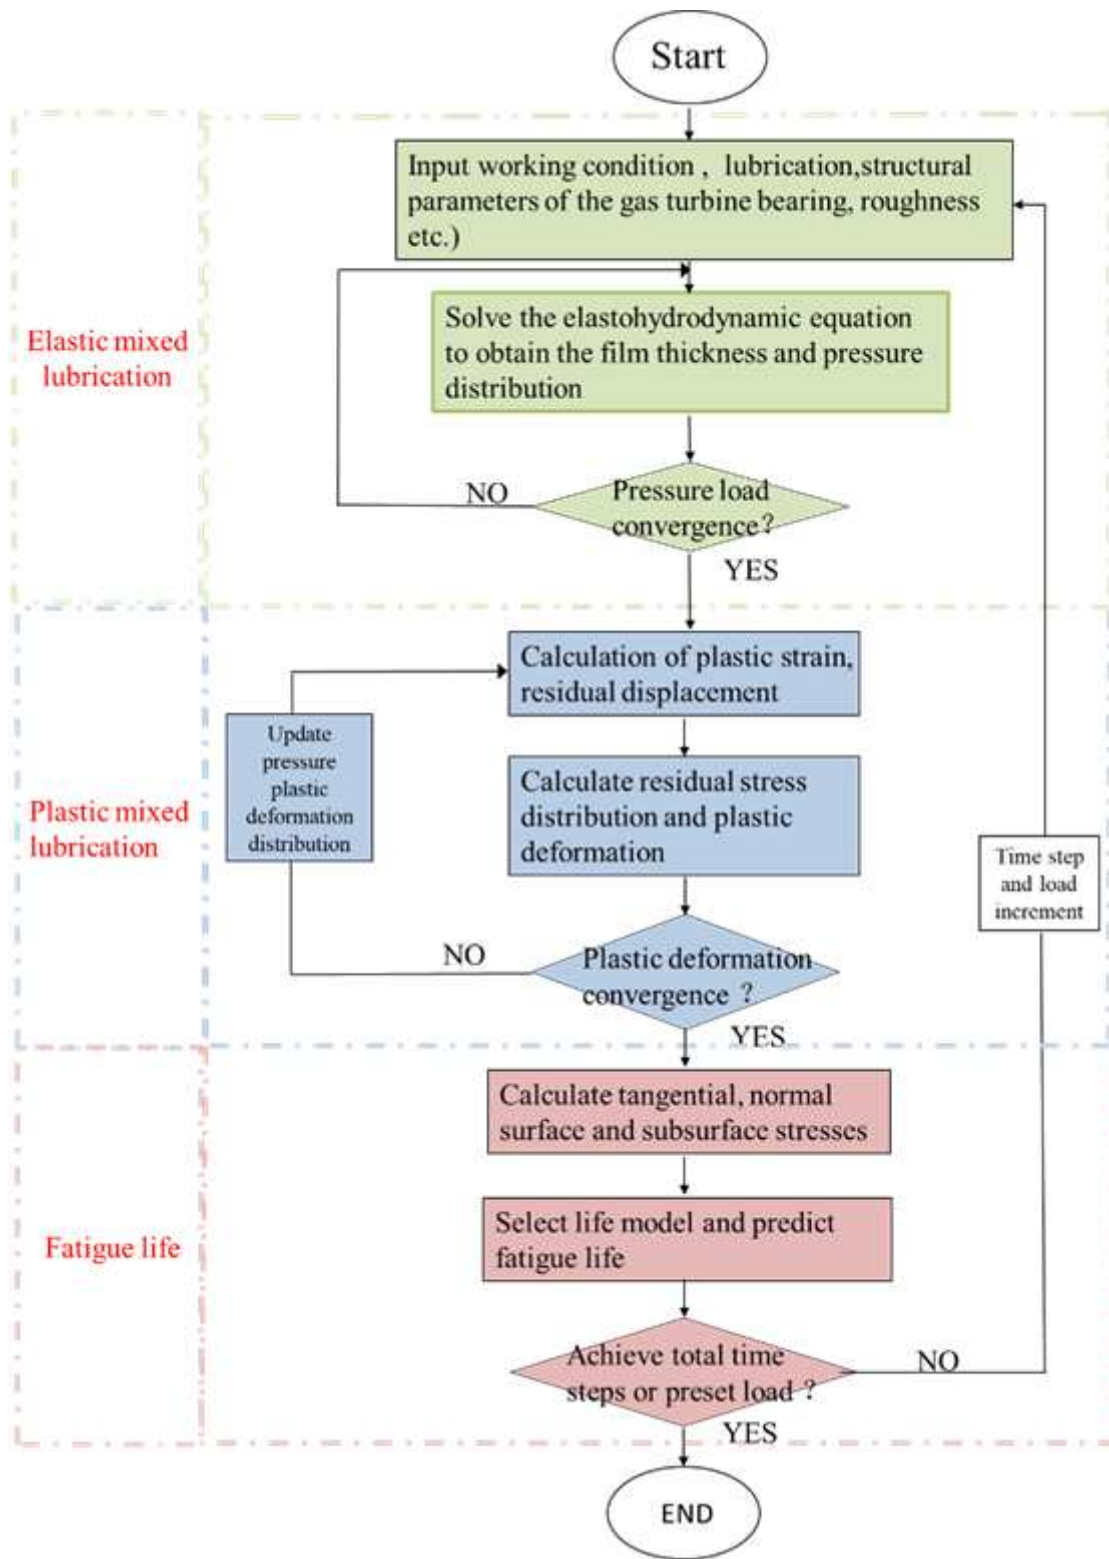 Start
Input working condition ,  lubrication,structural
parameters of the gas turbine bearing, roughness
etc.)
Elastic mixed
lubrication
Solve the elastohydrodynamic equation
to obtain the film thickness and pressure
distribution
NO
Pressure load
convergence?
YES
Calculation of plastic strain,
residual displacement
Update
pressure
plastic
deformation
distribution
Plastic mixed
lubrication
Calculate residual stress
distribution and plastic
deformation
Time step
and load
increment
NO
Plastic deformation
convergence ?
YES
Calculate tangential, normal
surface and subsurface stresses
Fatigue life
Select life model and predict
fatigue life
Achieve total time
steps or preset load ?
NO
YES
END